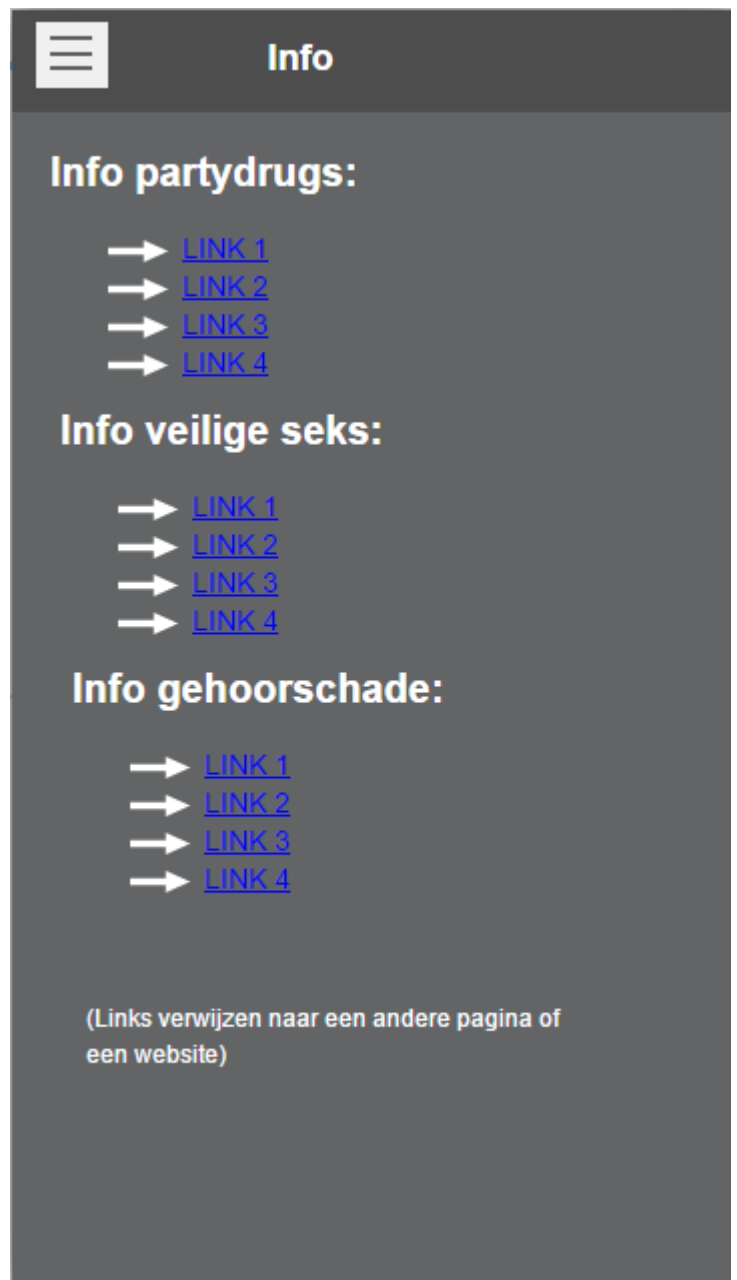 Info
Info partydrugs:
LINK 1
LINK 2
LINK 3
LINK 4
Info veilige seks:
LINK 1
LINK 2
LINK 3
LINK 4
Info gehoorschade:
LINK 1
LINK 2
LINK 3
LINK 4
(Links verwijzen naar een andere pagina of
een website)